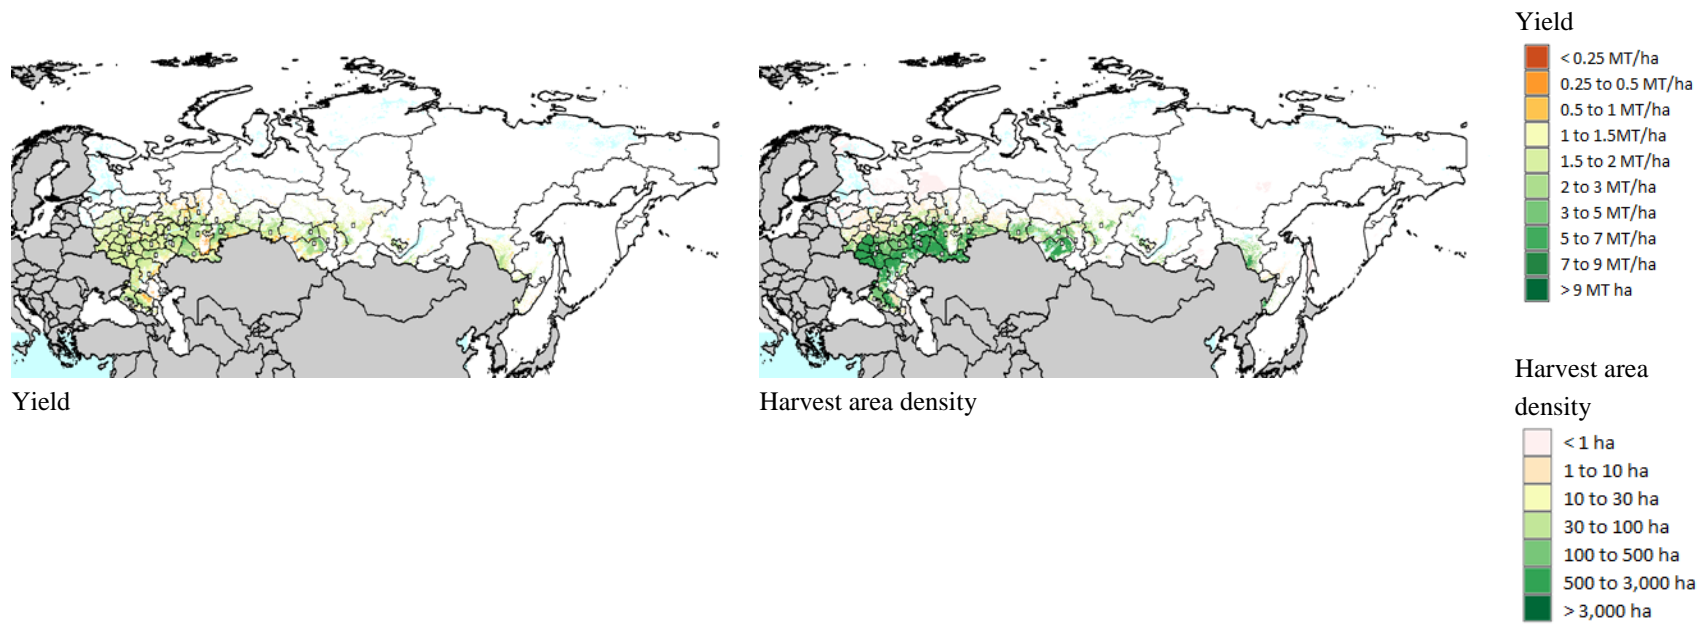 Yield
Harvest area density
Yield
< 0.25 MT/ha
0.25 to 0.5 MT/ha
0.5 to 1 MT/ha
1 to 1.5MT/ha
1.5 to 2 MT/ha
2 to 3 MT/ha
3 to 5 MT/ha
5 to 7 MT/ha
7 to 9 MT/ha
> 9 MT ha
Harvest area
density
< 1 ha
1 to 10 ha
10 to 30 ha
30 to 100 ha
100 to 500 ha
500 to 3,000 ha
> 3,000 ha